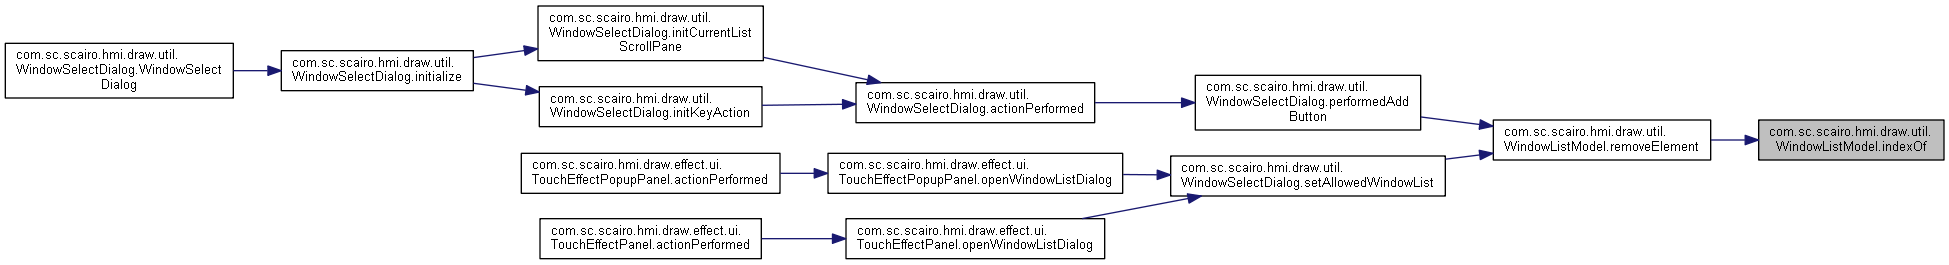 com.sc.scairo.hmi.draw.util.
WindowSelectDialog.WindowSelect
Dialog
com.sc.scairo.hmi.draw.util.
WindowSelectDialog.initialize
com.sc.scairo.hmi.draw.util.
WindowSelectDialog.initCurrentList
ScrollPane
com.sc.scairo.hmi.draw.util.
WindowSelectDialog.initKeyAction
com.sc.scairo.hmi.draw.util.
WindowSelectDialog.actionPerformed
com.sc.scairo.hmi.draw.util.
WindowSelectDialog.performedAdd
Button
com.sc.scairo.hmi.draw.util.
WindowListModel.removeElement
com.sc.scairo.hmi.draw.util.
WindowListModel.indexOf
com.sc.scairo.hmi.draw.effect.ui.
TouchEffectPopupPanel.actionPerformed
com.sc.scairo.hmi.draw.effect.ui.
TouchEffectPopupPanel.openWindowListDialog
com.sc.scairo.hmi.draw.util.
WindowSelectDialog.setAllowedWindowList
com.sc.scairo.hmi.draw.effect.ui.
TouchEffectPanel.actionPerformed
com.sc.scairo.hmi.draw.effect.ui.
TouchEffectPanel.openWindowListDialog